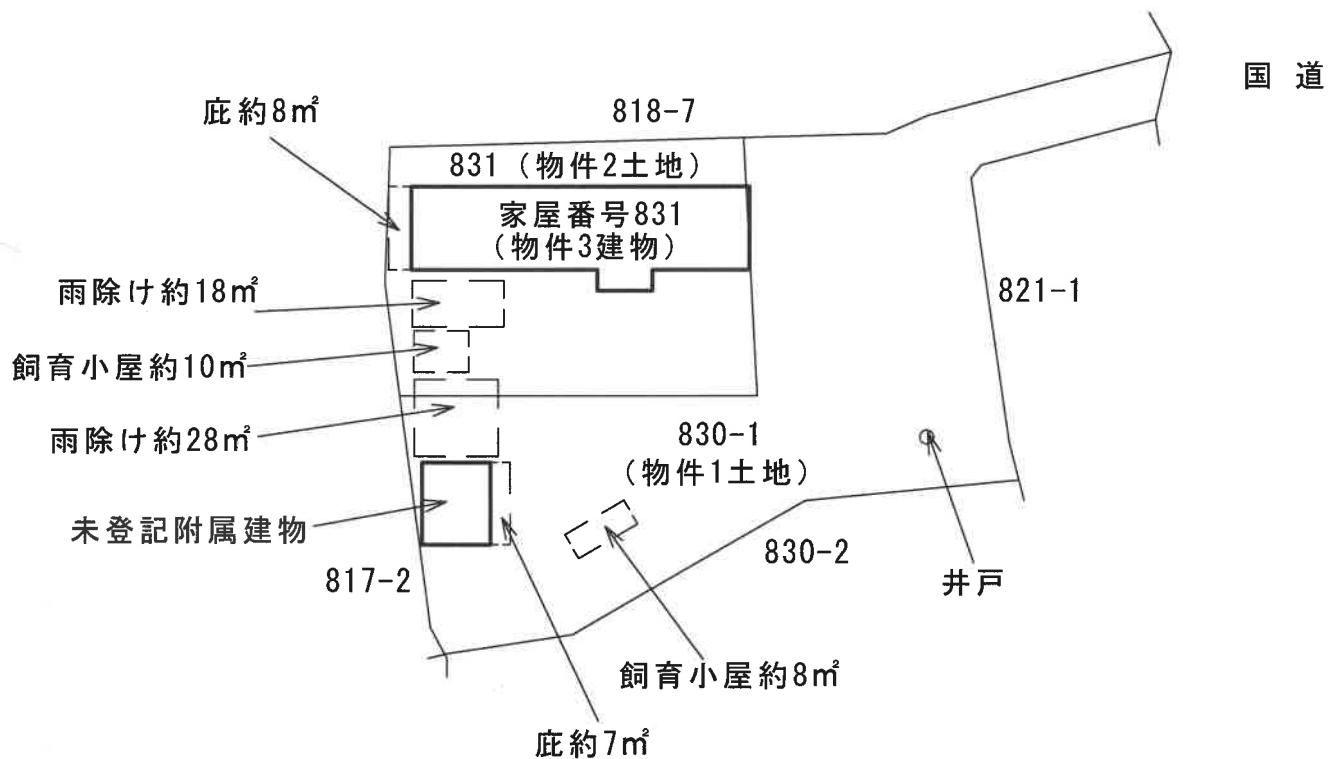 国 道
庇約8㎡
818-7
831（物件2土地）
家屋番号831
（物件3建物）
雨除け約18㎡
821-1
飼育小屋約10㎡
雨除け約28㎡
830-1
（物件1土地）
未登記附属建物
830-2
817-2
井戸
飼育小屋約8㎡
庇約7㎡